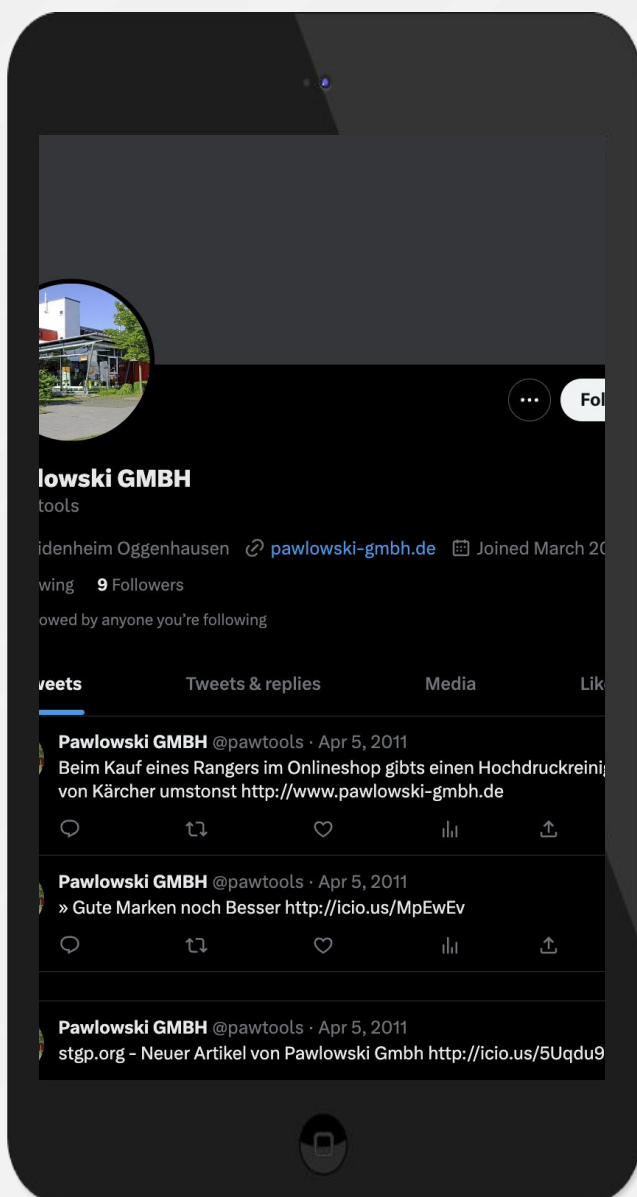 Fol
lowski GMBH
tools
idenheim Oggenhausen pawlowski-gmbh.de Joined March 20
wing 9 Followers
owed by anyone you're following
weets Tweets & replies Media Lik
Pawlowski GMBH @pawtools · Apr 5, 2011
Beim Kauf eines Rangers im Onlineshop gibts einen Hochdruckreinig
von Kärcher umstonst http://www.pawlowski-gmbh.de
Pawlowski GMBH @pawtools · Apr 5, 2011
» Gute Marken noch Besser http://icio.us/MpEwEv
Pawlowski GMBH @pawtools · Apr 5, 2011
stgp.org - Neuer Artikel von Pawlowski Gmbh http://icio.us/5Uqdu9